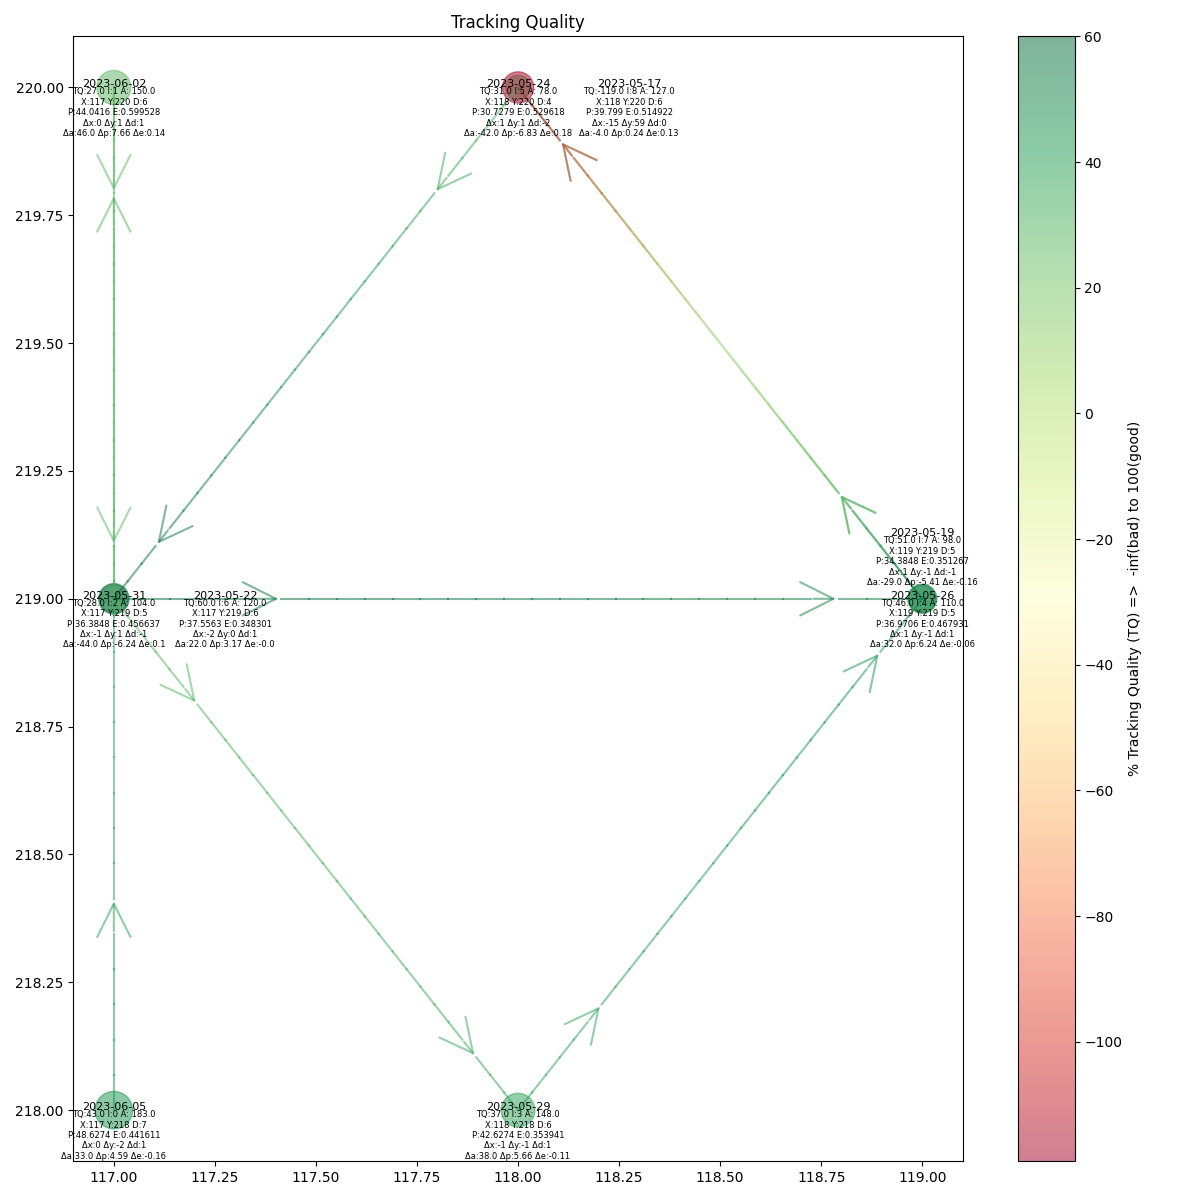 Tracking Quality
2023-06-02
TQ:27.0 I:1 A: 150.0
X:117 Y:220 D:6
P:44.0416 E:0.599528
Δx:0 Δy:1 Δd:1
Δa:46.0 Δp:7.66 Δe:0.14
2023-05-24
TQ:31.0 I:5 A: 78.0
X:118 Y:220 D:4
P:30.7279 E:0.529618
Δx:1 Δy:1 Δd:-2
Δa:-42.0 Δp:-6.83 Δe:0.18
2023-05-17
TQ:-119.0 I:8 A: 127.0
X:118 Y:220 D:6
P:39.799 E:0.514922
Δx:-15 Δy:59 Δd:0
Δa:-4.0 Δp:0.24 Δe:0.13
2023-05-19
TQ:51.0 I:7 A: 98.0
X:119 Y:219 D:5
P:34.3848 E:0.351267
Δx:1 Δy:-1 Δd:-1
Δa:-29.0 Δp:-5.41 Δe:-0.16
2023-05-31
TQ:28.0 I:2 A: 104.0
X:117 Y:219 D:5
P:36.3848 E:0.456637
Δx:-1 Δy:1 Δd:-1
Δa:-44.0 Δp:-6.24 Δe:0.1
2023-05-22
TQ:60.0 I:6 A: 120.0
X:117 Y:219 D:6
P:37.5563 E:0.348301
Δx:-2 Δy:0 Δd:1
Δa:22.0 Δp:3.17 Δe:-0.0
2023-05-26
TQ:46.0 I:4 A: 110.0
X:119 Y:219 D:5
P:36.9706 E:0.467931
Δx:1 Δy:-1 Δd:1
Δa:32.0 Δp:6.24 Δe:-0.06
2023-06-05
TQ:43.0 I:0 A: 183.0
X:117 Y:218 D:7
P:48.6274 E:0.441611
Δx:0 Δy:-2 Δd:1
Δa:33.0 Δp:4.59 Δe:-0.16
2023-05-29
TQ:37.0 I:3 A: 148.0
X:118 Y:218 D:6
P:42.6274 E:0.353941
Δx:-1 Δy:-1 Δd:1
Δa:38.0 Δp:5.66 Δe:-0.11
220.00
219.75
219.50
219.25
219.00
218.75
218.50
218.25
218.00
117.00
117.25
117.50
117.75
118.00
118.25
118.50
118.75
119.00
60
40
20
0
−20
−40
−60
−80
−100
% Tracking Quality (TQ) => -inf(bad) to 100(good)